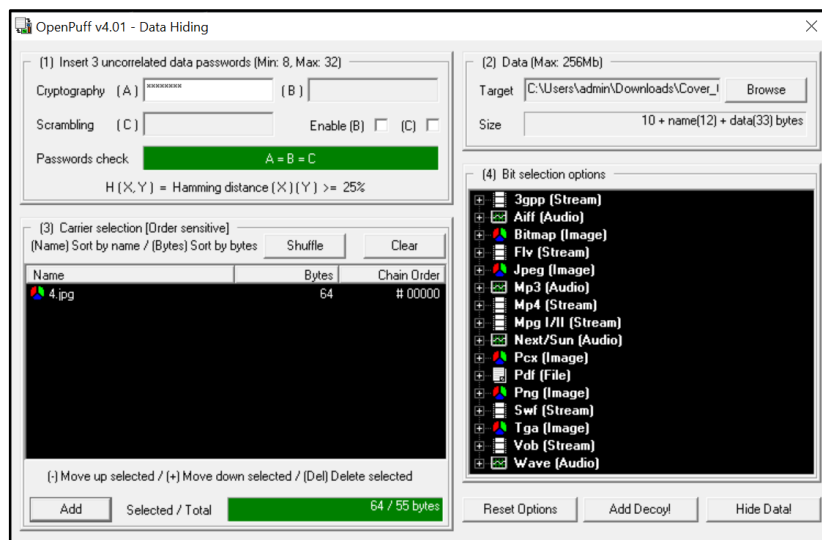 OpenPuff v4.01 - Data Hiding
(1) Insert 3 uncorrelated data passwords (Min: 8, Max: 32)
Cryptography (A) ******** (B)
Scrambling (C) Enable (B) (C)
Passwords check A = B = C
H ( X, Y ) = Hamming distance ( X ) ( Y ) >= 25%
(2) Data (Max: 256Mb)
Target C:\Users\admin\Downloads\Cover_ Browse
Size 10 + name(12) + data(33) bytes
(3) Carrier selection [Order sensitive]
(Name) Sort by name / (Bytes) Sort by bytes Shuffle Clear
Name Bytes Chain Order
4.jpg 64 # 00000
(-) Move up selected / (+) Move down selected / (Del) Delete selected
Add Selected / Total 64 / 55 bytes
(4) Bit selection options
3gpp (Stream)
Aiff (Audio)
Bitmap (Image)
Flv (Stream)
Jpeg (Image)
Mp3 (Audio)
Mp4 (Stream)
Mpg I/II (Stream)
Next/Sun (Audio)
Pcx (Image)
Pdf (File)
Png (Image)
Swf (Stream)
Tga (Image)
Vob (Stream)
Wave (Audio)
Reset Options Add Decoy! Hide Data!